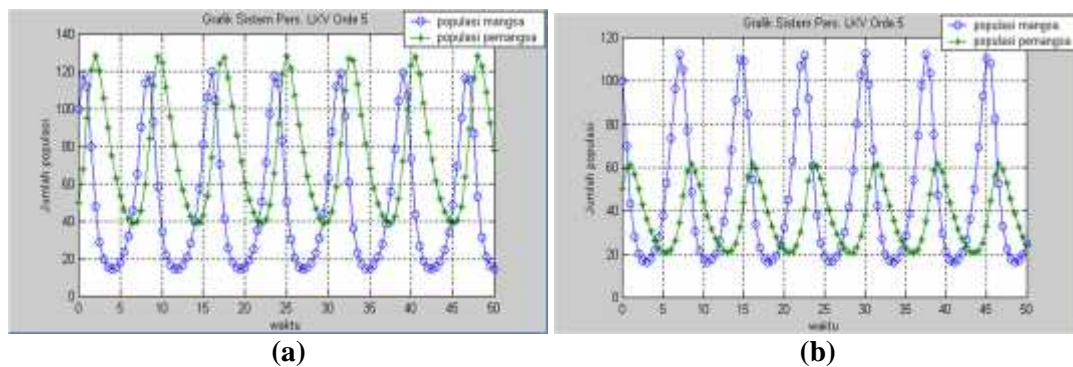 Grafik Sistem Pers. LKV Orde 5
populasi mangsa
populasi pemangsa
140
120
100
80
60
40
20
0
Jumlah populasi
0 5 10 15 20 25 30 35 40 45 50
waktu
(a)
Grafik Sistem Pers. LKV Orde 5
populasi mangsa
populasi pemangsa
120
100
80
60
40
20
0
Jumlah populasi
0 5 10 15 20 25 30 35 40 45 50
waktu
(b)